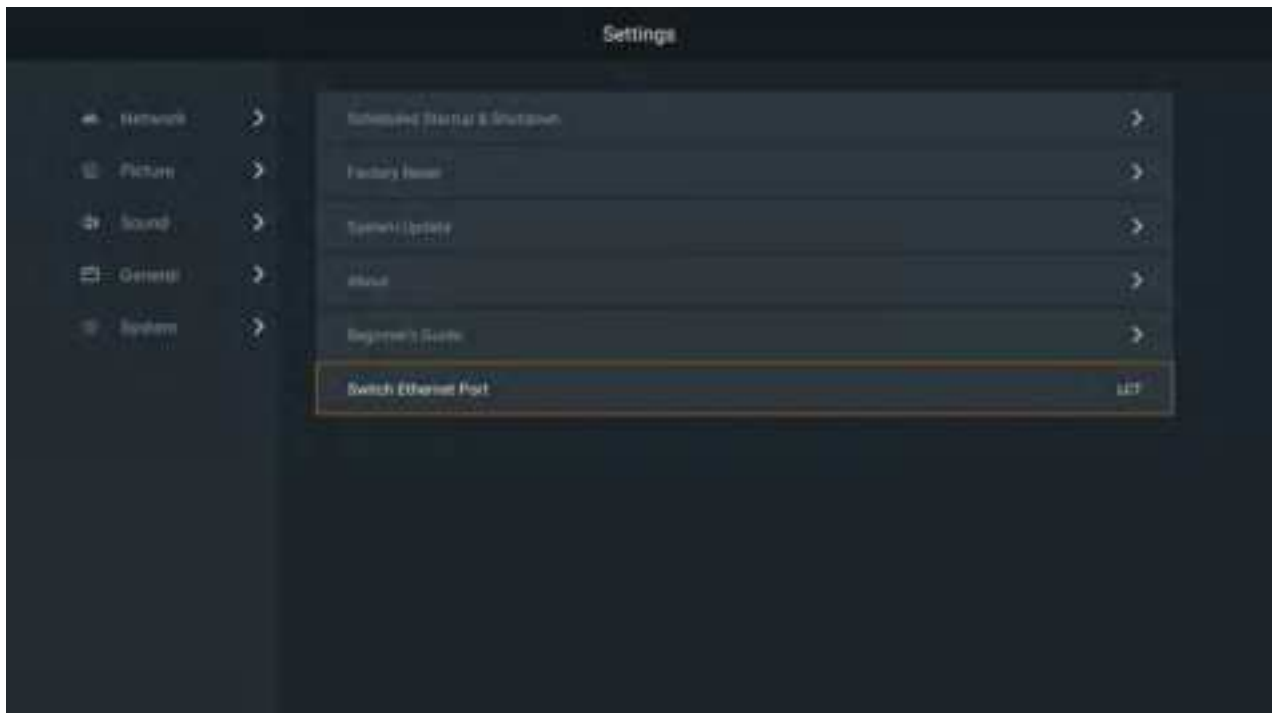 Settings
Network
Picture
Sound
General
System
Scheduled Startup & Shutdown
Factory Reset
System Update
About
Beginner's Guide
Switch Ethernet Port
LCT